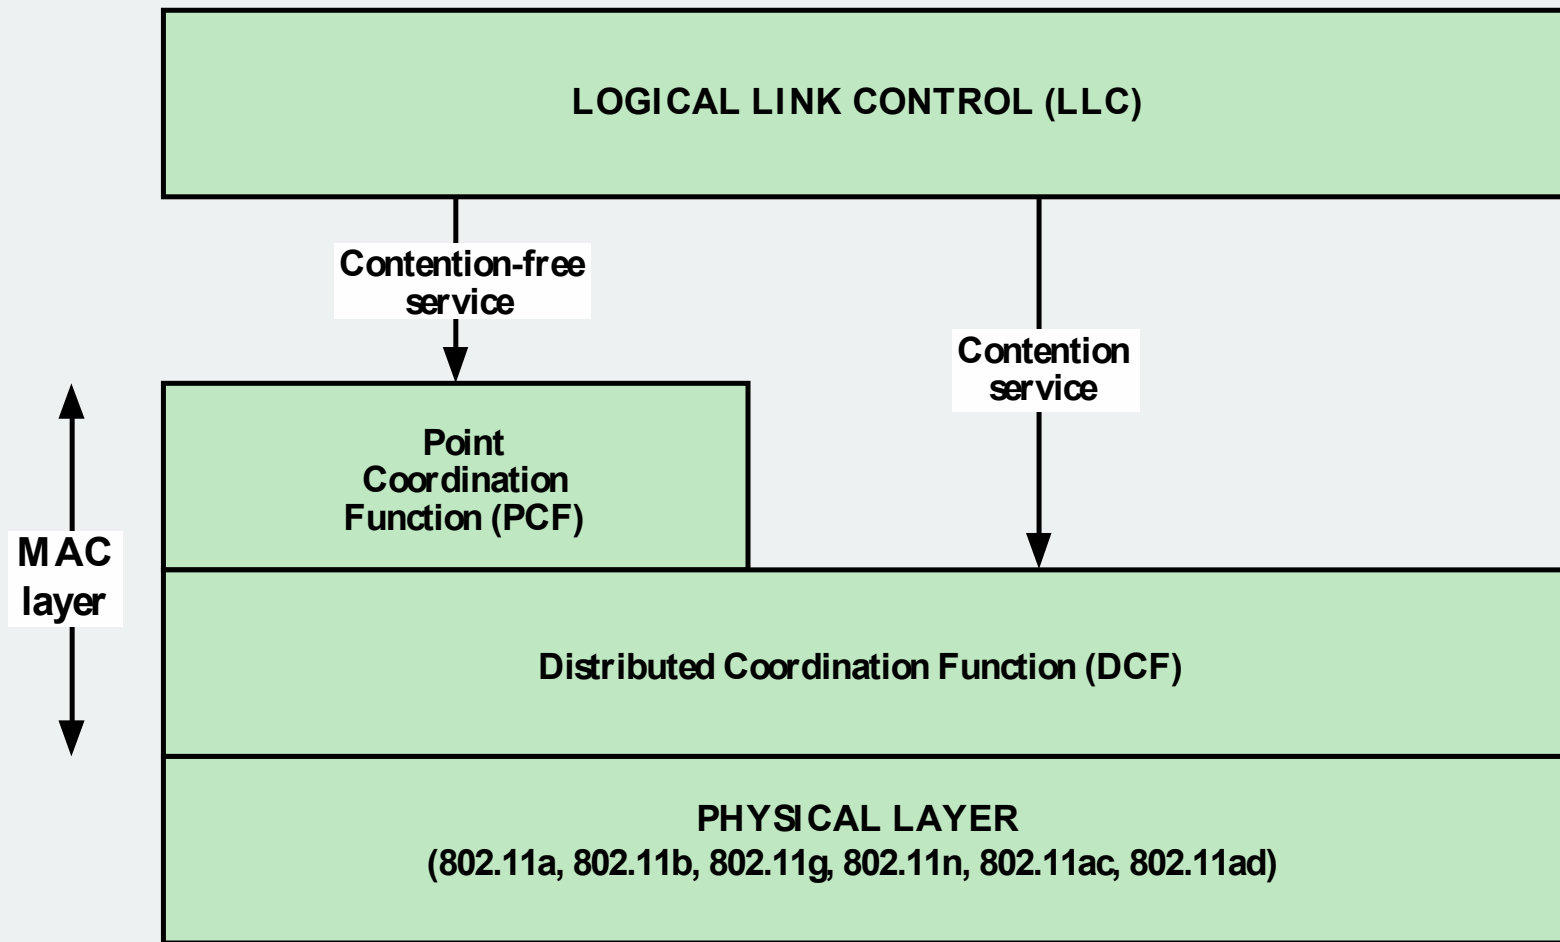 LOGICAL LINK CONTROL (LLC)
Contention-free
service
Contention
service
Point
Coordination
Function (PCF)
MAC
layer
Distributed Coordination Function (DCF)
PHYSICAL LAYER
(802.11a, 802.11b, 802.11g, 802.11n, 802.11ac, 802.11ad)